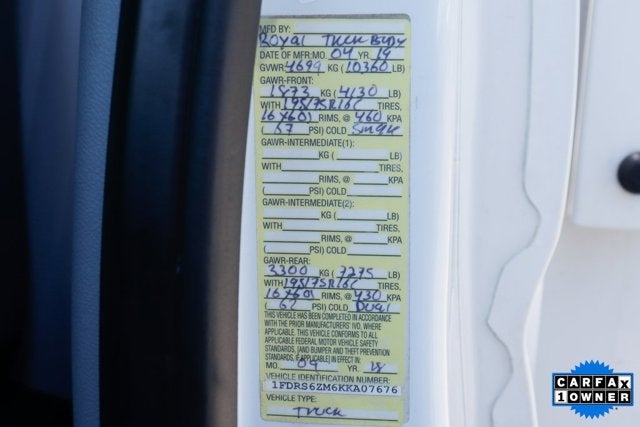 MFD BY:
Royal Truck Body
DATE OF MFR: MO. 04 YR. 19
GVWR 4699 KG ( 10360 LB)
GAWR-FRONT:
1873 KG ( 4130 LB)
WITH 195/75R16C TIRES,
16X6.0J RIMS, @ 460 KPA
( 67 PSI) COLD Single
GAWR-INTERMEDIATE(1):
KG ( LB)
WITH TIRES,
RIMS, @ KPA
( PSI) COLD
GAWR-INTERMEDIATE(2):
KG ( LB)
WITH TIRES,
RIMS, @ KPA
( PSI) COLD
GAWR-REAR:
3300 KG ( 7275 LB)
WITH 195/75R16C TIRES,
16X6.0J RIMS, @ 430 KPA
( 62 PSI) COLD Dual
THIS VEHICLE HAS BEEN COMPLETED IN ACCORDANCE
WITH THE PRIOR MANUFACTURERS' IVD, WHERE
APPLICABLE. THIS VEHICLE CONFORMS TO ALL
APPLICABLE FEDERAL MOTOR VEHICLE SAFETY
STANDARDS, [AND BUMPER AND THEFT PREVENTION
STANDARDS, IF APPLICABLE] IN EFFECT IN:
MO. 09 YR. 18
VEHICLE IDENTIFICATION NUMBER:
1FDRS6ZM6KKA07676
VEHICLE TYPE:
Truck
CARFAX
1 OWNER